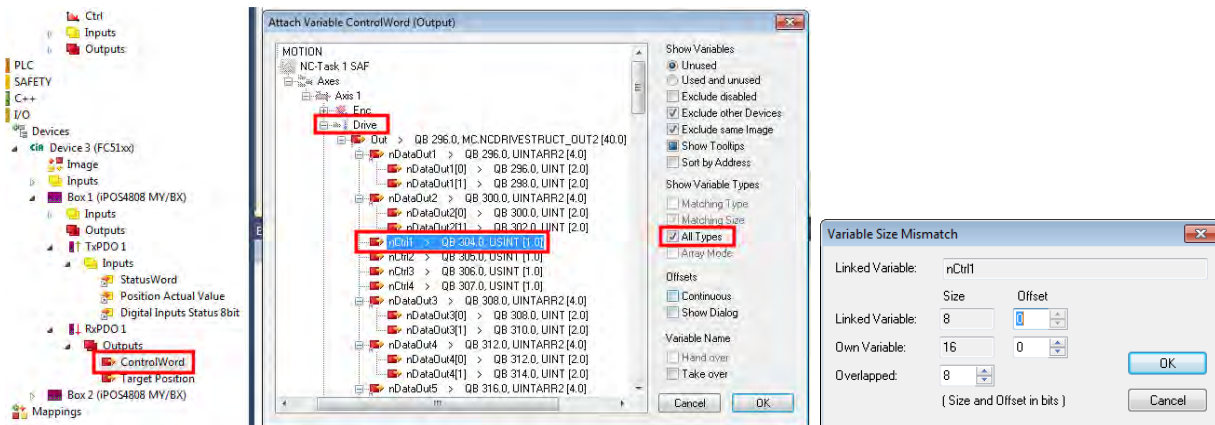 Ctrl
Inputs
Outputs
PLC
SAFETY
C++
I/O
Devices
Device 3 (FC51xx)
Image
Inputs
Box 1 (iPOS4808 MY/BX)
Inputs
Outputs
TxPDO 1
Inputs
StatusWord
Position Actual Value
Digital Inputs Status 8bit
RxPDO 1
Outputs
ControlWord
Target Position
Box 2 (iPOS4808 MY/BX)
Mappings
Attach Variable ControlWord (Output)
MOTION
NC-Task 1 SAF
Axes
Axis 1
Enc
Drive
Out > QB 296.0, MC.NCDRIVESTRUCT_OUT2 [40.0]
nDataOut1 > QB 296.0, UINTARR2 [4.0]
nDataOut1[0] > QB 296.0, UINT [2.0]
nDataOut1[1] > QB 298.0, UINT [2.0]
nDataOut2 > QB 300.0, UINTARR2 [4.0]
nDataOut2[0] > QB 300.0, UINT [2.0]
nDataOut2[1] > QB 302.0, UINT [2.0]
nCtrl1 > QB 304.0, USINT [1.0]
nCtrl2 > QB 305.0, USINT [1.0]
nCtrl3 > QB 306.0, USINT [1.0]
nCtrl4 > QB 307.0, USINT [1.0]
nDataOut3 > QB 308.0, UINTARR2 [4.0]
nDataOut3[0] > QB 308.0, UINT [2.0]
nDataOut3[1] > QB 310.0, UINT [2.0]
nDataOut4 > QB 312.0, UINTARR2 [4.0]
nDataOut4[0] > QB 312.0, UINT [2.0]
nDataOut4[1] > QB 314.0, UINT [2.0]
nDataOut5 > QB 316.0, UINTARR2 [4.0]
Show Variables
Unused
Used and unused
Exclude disabled
Exclude other Devices
Exclude same Image
Show Tooltips
Sort by Address
Show Variable Types
Matching Type
Matching Size
All Types
Array Mode
Offsets
Continuous
Show Dialog
Variable Name
Hand over
Take over
Cancel OK
Variable Size Mismatch
Linked Variable: nCtrl1
Size Offset
Linked Variable: 8 0
Own Variable: 16 0
Overlapped: 8
( Size and Offset in bits )
OK
Cancel